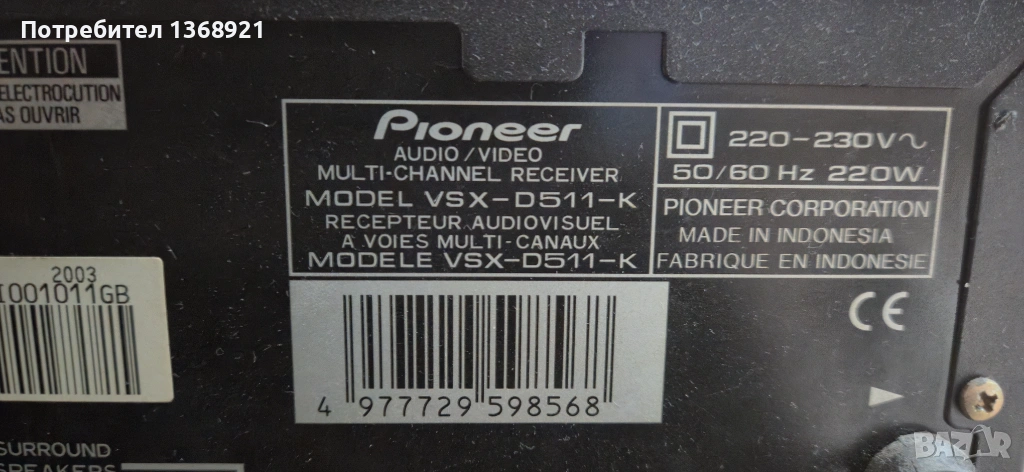 Потребител 1368921
ENTION
ELECTROCUTION
AS OUVRIR
Pioneer
AUDIO/VIDEO
MULTI-CHANNEL RECEIVER
MODEL VSX-D511-K
RECEPTEUR AUDIOVISUEL
A VOIES MULTI-CANAUX
MODELE VSX-D511-K
220-230V~
50/60 Hz 220W
PIONEER CORPORATION
MADE IN INDONESIA
FABRIQUE EN INDONESIE
2003
I001011GB
CE
4 977729 598568
SURROUND
SPEAKERS
BAZAR